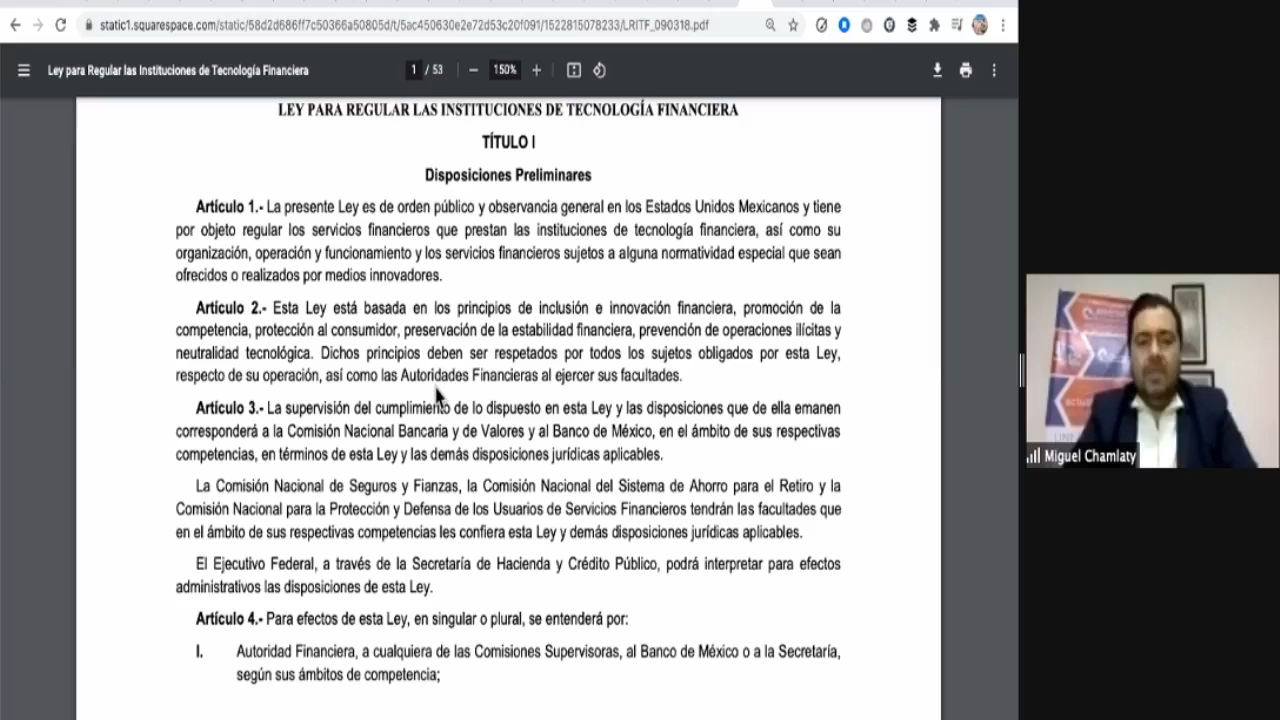 static1.squarespace.com/static/58d2d686ff7c50366a50805d/t/5ac450630e2e72d53c20f091/1522815078233/LRITF_090318.pdf
Ley para Regular las Instituciones de Tecnología Financiera
1 / 53
150%
LEY PARA REGULAR LAS INSTITUCIONES DE TECNOLOGÍA FINANCIERA
TÍTULO I
Disposiciones Preliminares
Artículo 1.- La presente Ley es de orden público y observancia general en los Estados Unidos Mexicanos y tiene
por objeto regular los servicios financieros que prestan las instituciones de tecnología financiera, así como su
organización, operación y funcionamiento y los servicios financieros sujetos a alguna normatividad especial que sean
ofrecidos o realizados por medios innovadores.
Artículo 2.- Esta Ley está basada en los principios de inclusión e innovación financiera, promoción de la
competencia, protección al consumidor, preservación de la estabilidad financiera, prevención de operaciones ilícitas y
neutralidad tecnológica. Dichos principios deben ser respetados por todos los sujetos obligados por esta Ley,
respecto de su operación, así como las Autoridades Financieras al ejercer sus facultades.
Artículo 3.- La supervisión del cumplimiento de lo dispuesto en esta Ley y las disposiciones que de ella emanen
corresponderá a la Comisión Nacional Bancaria y de Valores y al Banco de México, en el ámbito de sus respectivas
competencias, en términos de esta Ley y las demás disposiciones jurídicas aplicables.
La Comisión Nacional de Seguros y Fianzas, la Comisión Nacional del Sistema de Ahorro para el Retiro y la
Comisión Nacional para la Protección y Defensa de los Usuarios de Servicios Financieros tendrán las facultades que
en el ámbito de sus respectivas competencias les confiera esta Ley y demás disposiciones jurídicas aplicables.
El Ejecutivo Federal, a través de la Secretaría de Hacienda y Crédito Público, podrá interpretar para efectos
administrativos las disposiciones de esta Ley.
Artículo 4.- Para efectos de esta Ley, en singular o plural, se entenderá por:
I. Autoridad Financiera, a cualquiera de las Comisiones Supervisoras, al Banco de México o a la Secretaría,
según sus ámbitos de competencia;
Miguel Chamlaty